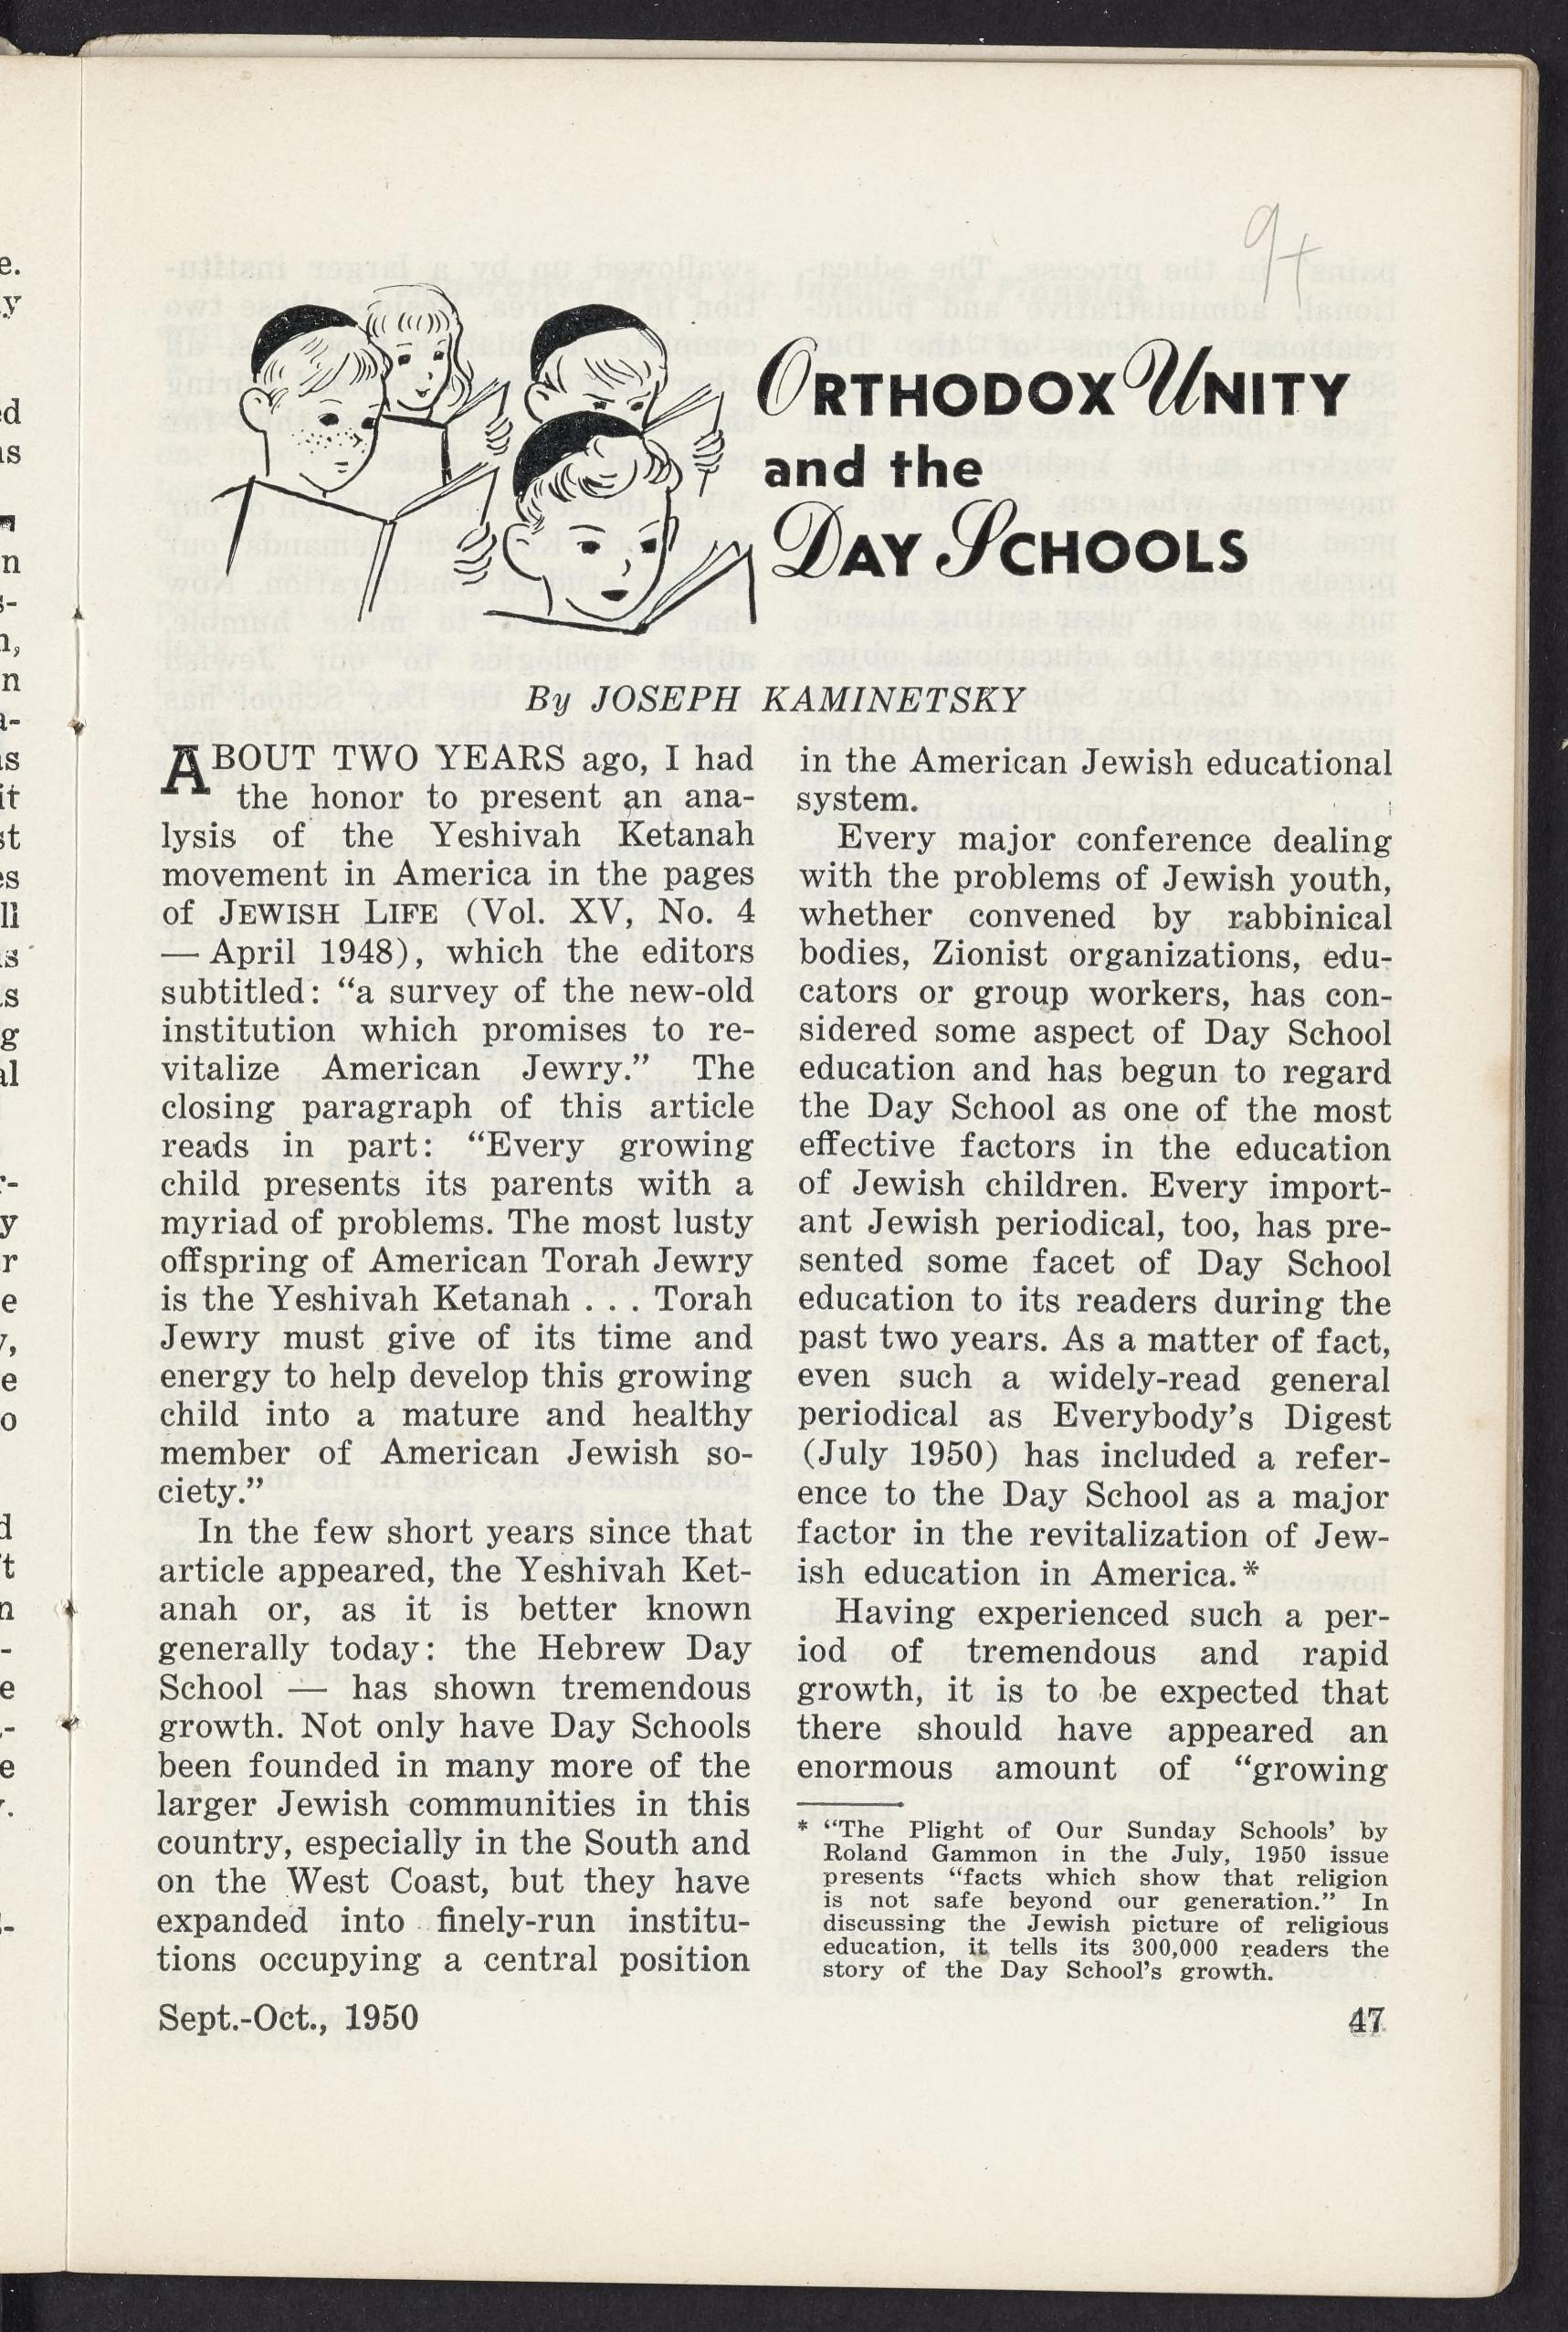 9+
ORTHODOX UNITY
and the
DAY SCHOOLS
By JOSEPH KAMINETSKY
ABOUT TWO YEARS ago, I had
the honor to present an ana-
lysis of the Yeshivah Ketanah
movement in America in the pages
of JEWISH LIFE (Vol. XV, No. 4
— April 1948), which the editors
subtitled: “a survey of the new-old
institution which promises to re-
vitalize American Jewry.” The
closing paragraph of this article
reads in part: “Every growing
child presents its parents with a
myriad of problems. The most lusty
offspring of American Torah Jewry
is the Yeshivah Ketanah . . . Torah
Jewry must give of its time and
energy to help develop this growing
child into a mature and healthy
member of American Jewish so-
ciety.”
In the few short years since that
article appeared, the Yeshivah Ket-
anah or, as it is better known
generally today: the Hebrew Day
School — has shown tremendous
growth. Not only have Day Schools
been founded in many more of the
larger Jewish communities in this
country, especially in the South and
on the West Coast, but they have
expanded into finely-run institu-
tions occupying a central position
in the American Jewish educational
system.
Every major conference dealing
with the problems of Jewish youth,
whether convened by rabbinical
bodies, Zionist organizations, edu-
cators or group workers, has con-
sidered some aspect of Day School
education and has begun to regard
the Day School as one of the most
effective factors in the education
of Jewish children. Every import-
ant Jewish periodical, too, has pre-
sented some facet of Day School
education to its readers during the
past two years. As a matter of fact,
even such a widely-read general
periodical as Everybody’s Digest
(July 1950) has included a refer-
ence to the Day School as a major
factor in the revitalization of Jew-
ish education in America.*
Having experienced such a per-
iod of tremendous and rapid
growth, it is to be expected that
there should have appeared an
enormous amount of “growing
* “The Plight of Our Sunday Schools’ by
Roland Gammon in the July, 1950 issue
presents “facts which show that religion
is not safe beyond our generation.” In
discussing the Jewish picture of religious
education, it tells its 300,000 readers the
story of the Day School’s growth.
Sept.-Oct., 1950
47